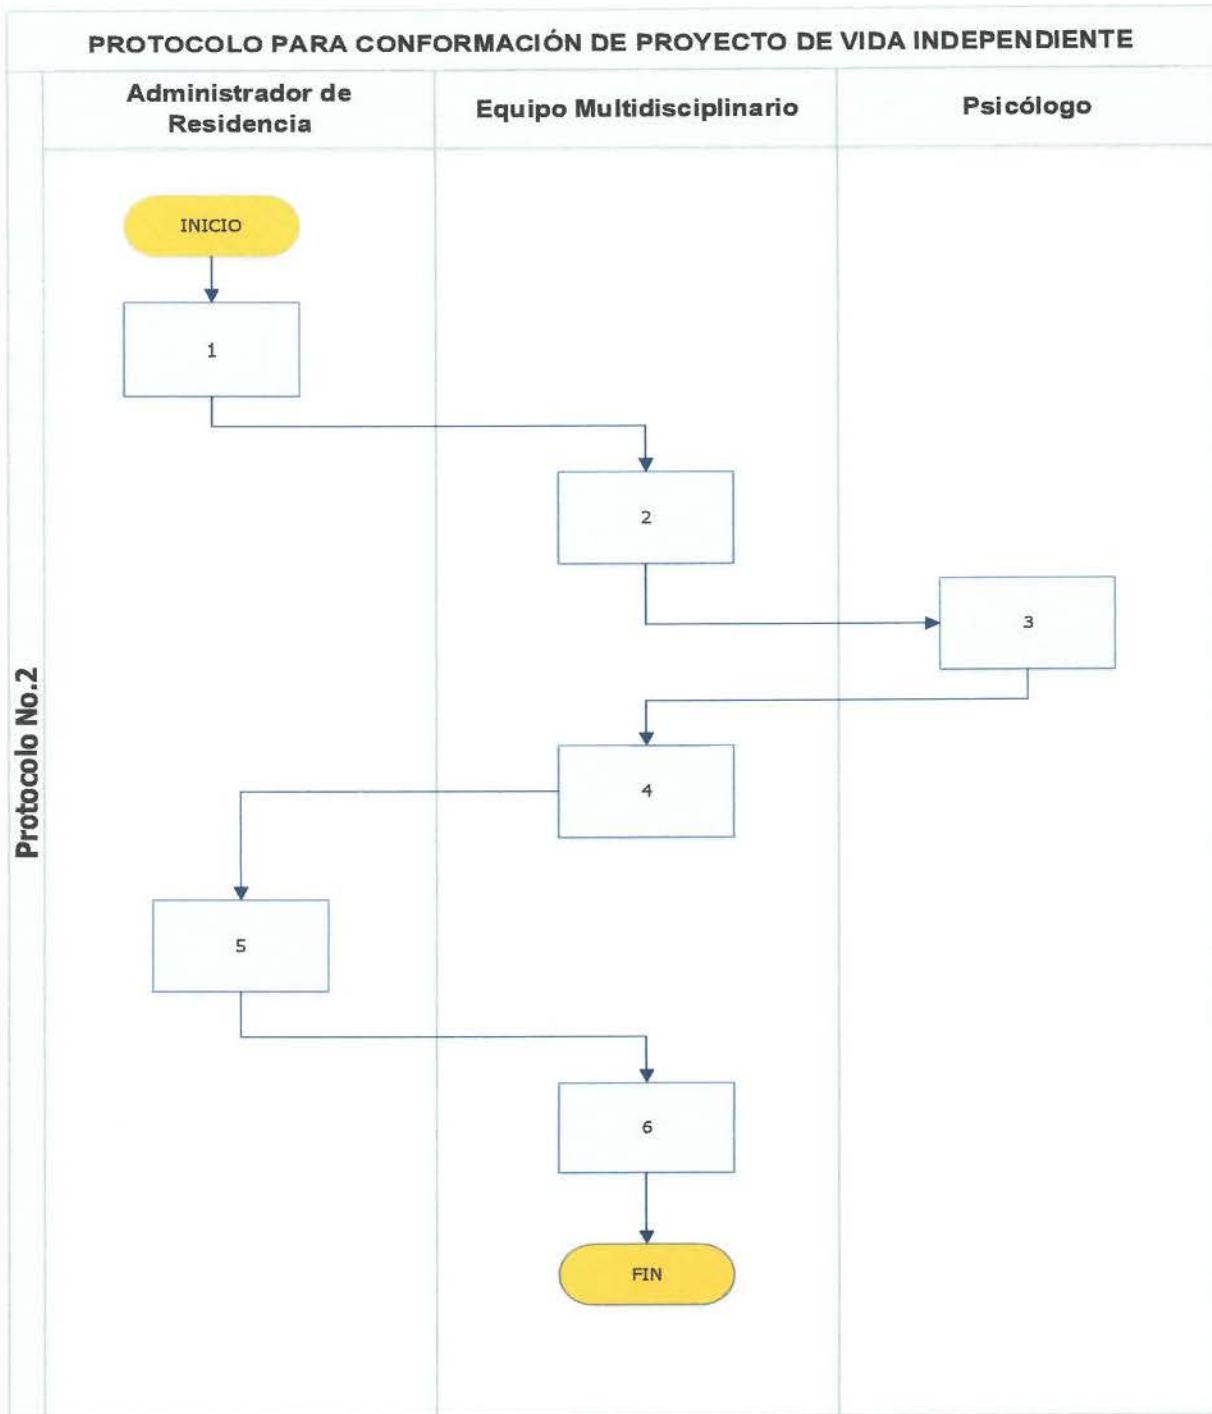 PROTOCOLO PARA CONFORMACIÓN DE PROYECTO DE VIDA INDEPENDIENTE
Protocolo No.2
Administrador de
Residencia
Equipo Multidisciplinario
Psicólogo
INICIO
1
2
3
4
5
6
FIN